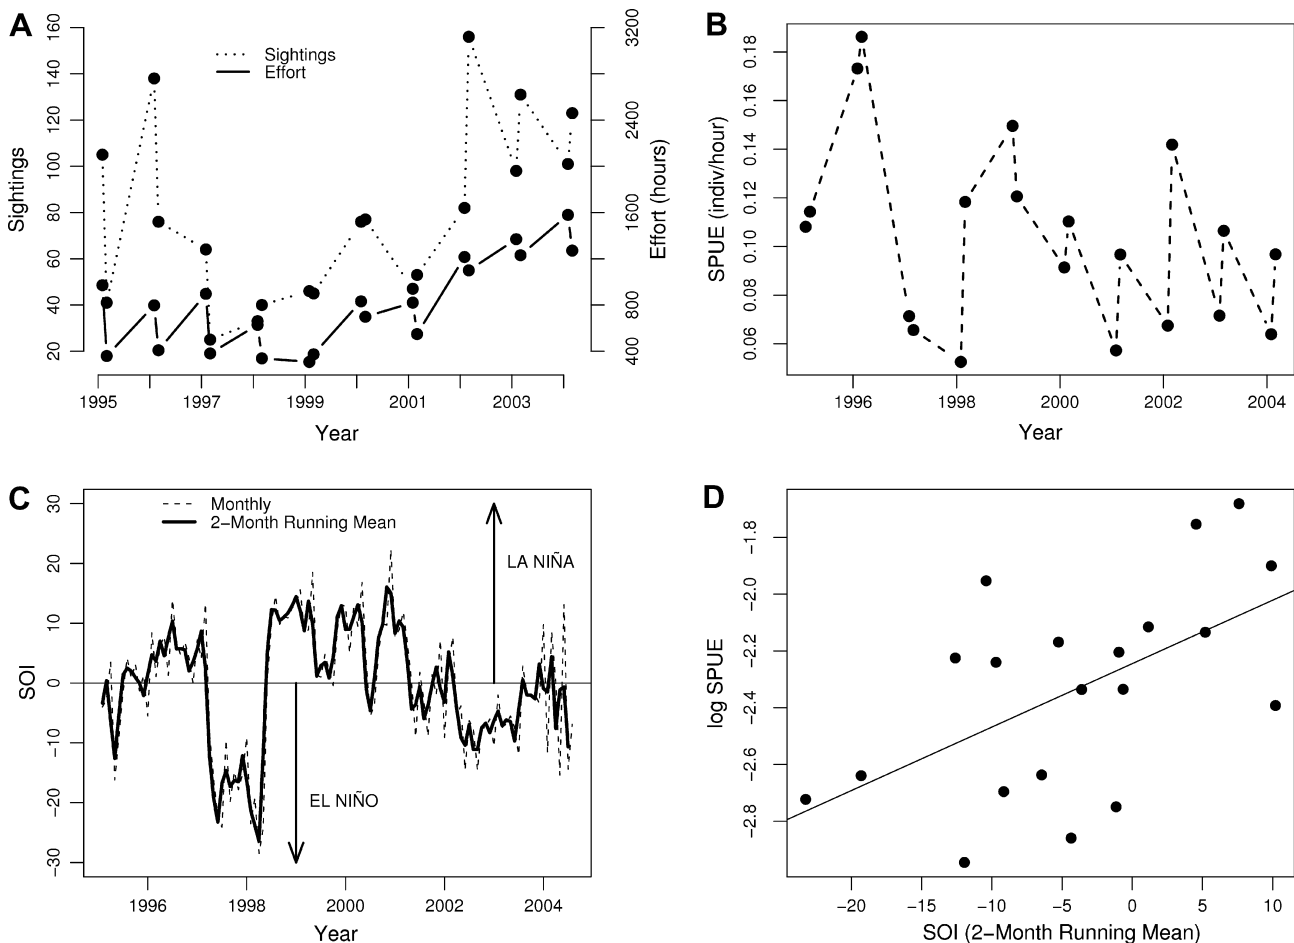 A
160
140
120
100
80
60
40
20
Sightings
Sightings
Effort
3200
2400
1600
800
400
Effort (hours)
1995
1997
1999
2001
2003
Year
B
0.18
0.16
0.14
0.12
0.10
0.08
0.06
SPUE (indiv/hour)
1996
1998
2000
2002
2004
Year
C
30
20
10
0
−10
−20
−30
SOI
Monthly
2−Month Running Mean
LA NIÑA
EL NIÑO
1996
1998
2000
2002
2004
Year
D
−1.8
−2.0
−2.2
−2.4
−2.6
−2.8
log SPUE
−20
−15
−10
−5
0
5
10
SOI (2−Month Running Mean)